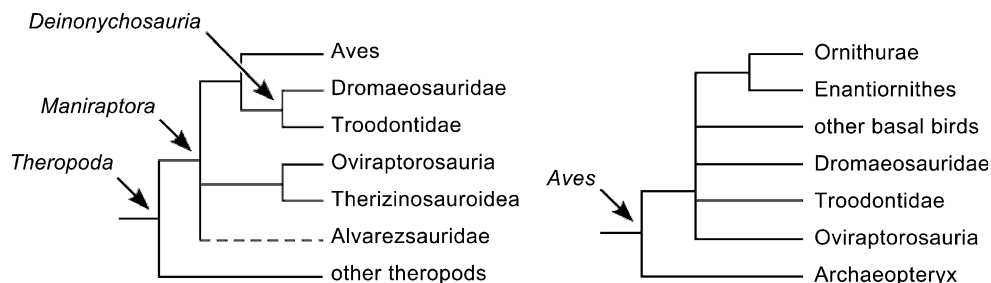 Deinonychosauria
Aves
Dromaeosauridae
Maniraptora
Troodontidae
Theropoda
Oviraptorosauria
Therizinosauroidea
Alvarezsauridae
other theropods
Ornithurae
Enantiornithes
other basal birds
Dromaeosauridae
Aves
Troodontidae
Oviraptorosauria
Archaeopteryx